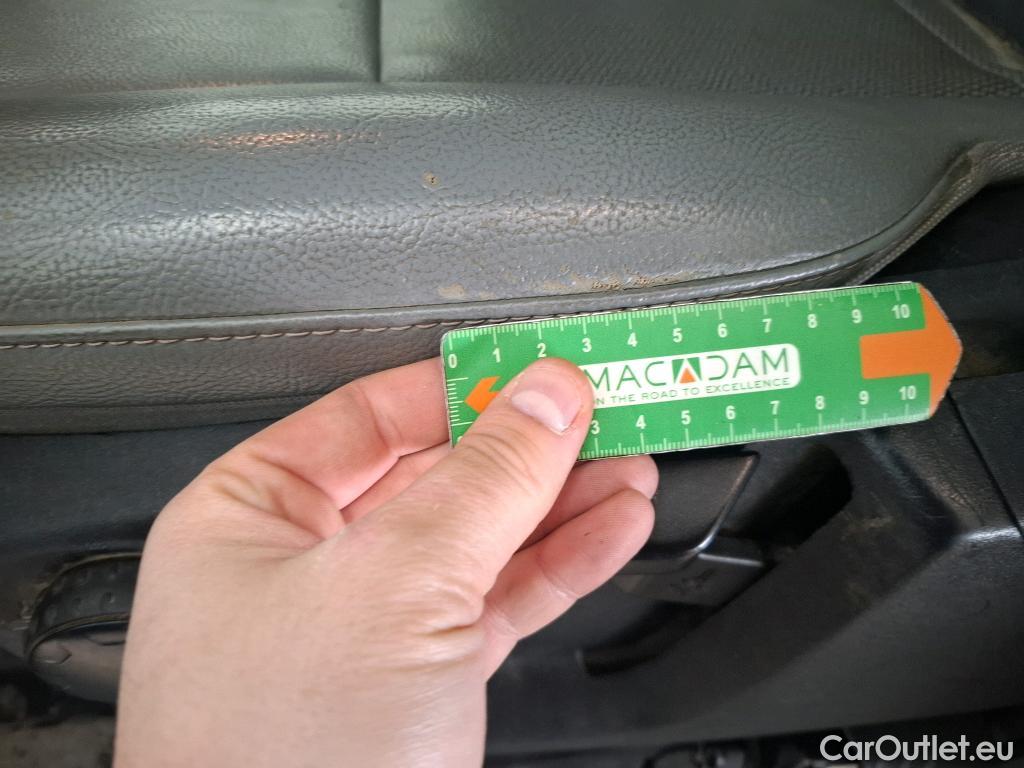 0 1 2 3 4 5 6 7 8 9 10
MACADAM
N THE ROAD TO EXCELLENCE
3 4 5 6 7 8 9 10
CarOutlet.eu